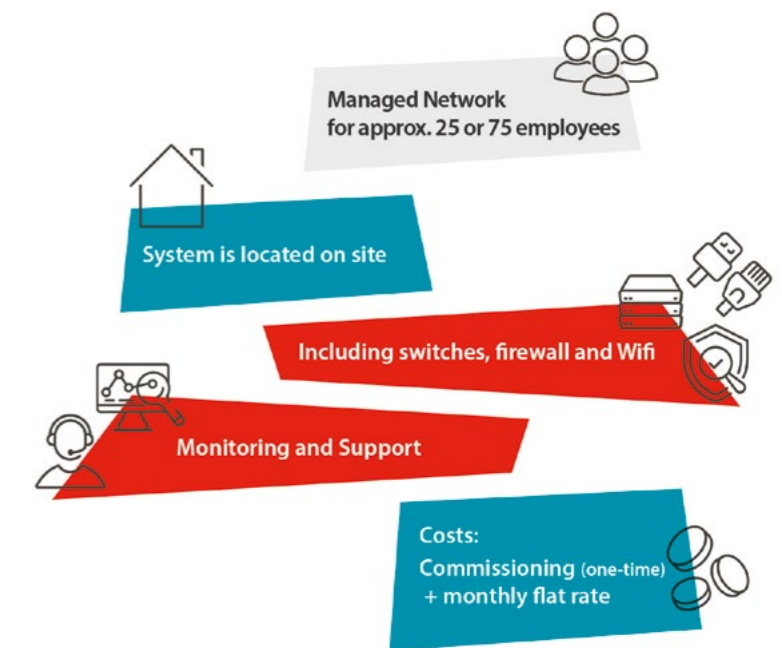 Managed Network
for approx. 25 or 75 employees
System is located on site
Including switches, firewall and Wifi
Monitoring and Support
Costs:
Commissioning (one-time)
+ monthly flat rate